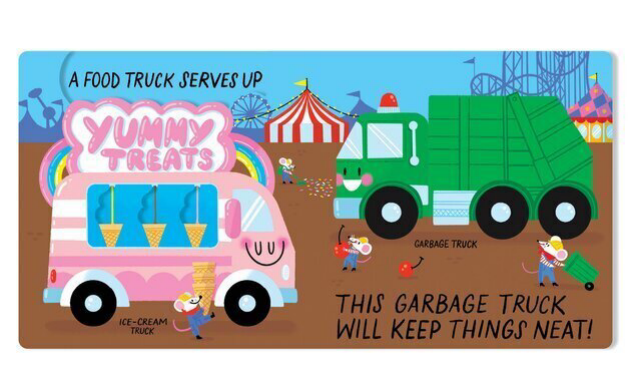 A FOOD TRUCK SERVES UP
YUMMY
TREATS
ICE-CREAM
TRUCK
GARBAGE TRUCK
THIS GARBAGE TRUCK
WILL KEEP THINGS NEAT!